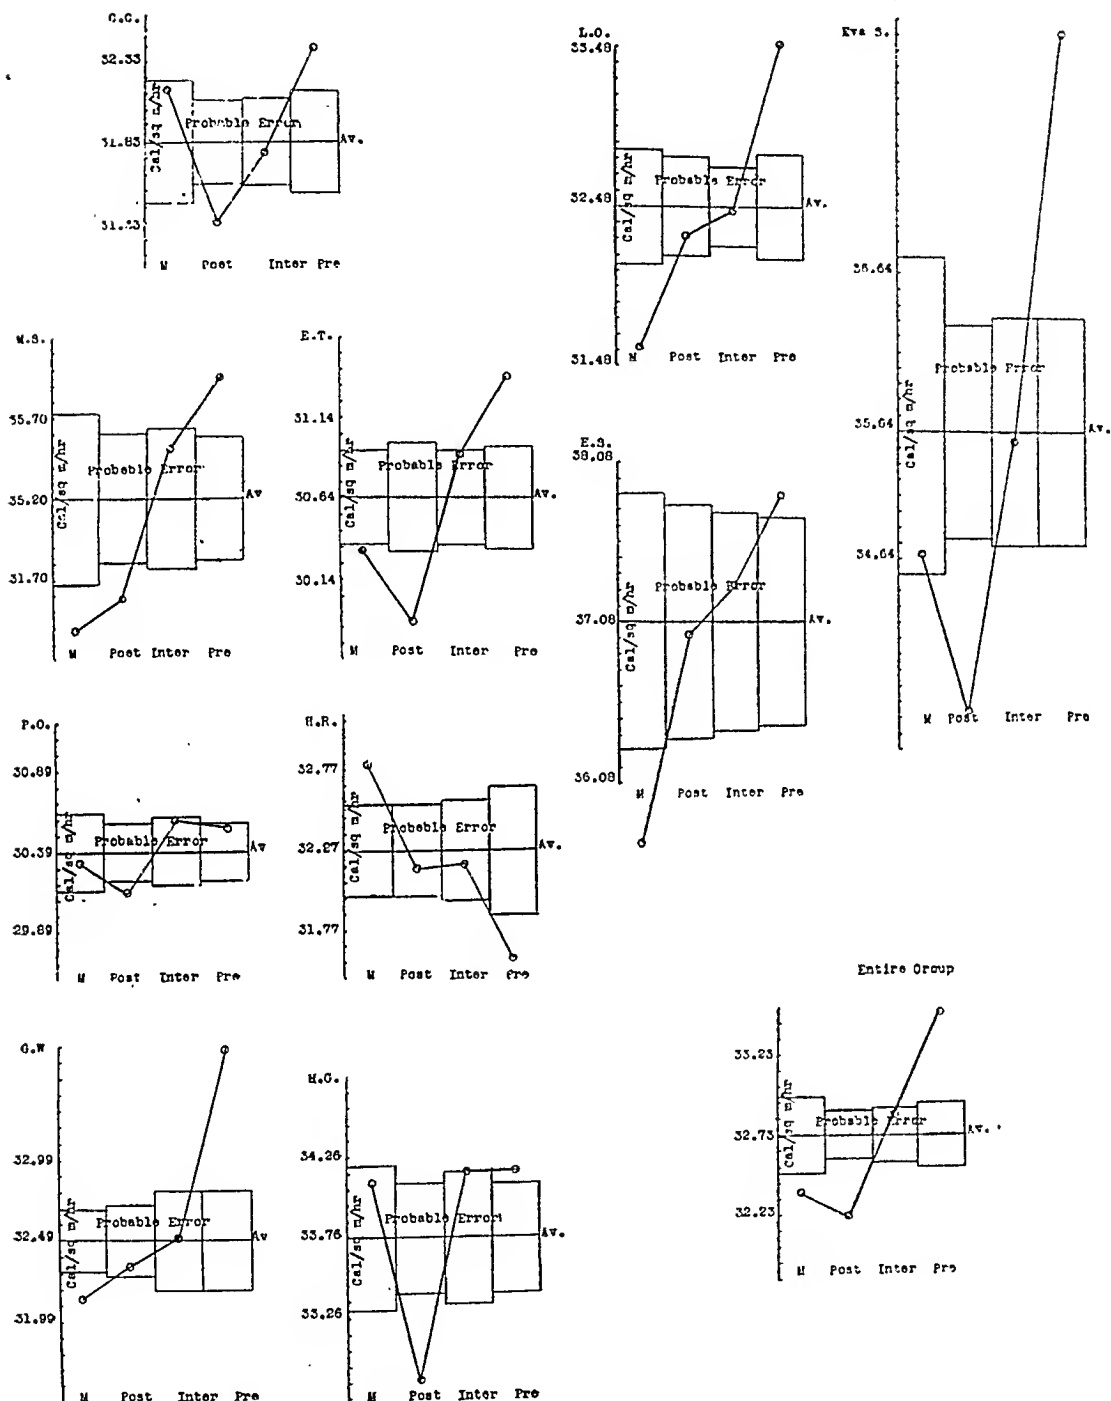 C.C.
32.33
31.83
31.33
Cal/sq m/hr
Probable Error
Av.
M Post Inter Pre
L.O.
33.48
32.48
31.48
Cal/sq m/hr
Probable Error
Av.
M Post Inter Pre
Eva S.
36.64
35.64
34.64
Cal/sq m/hr
Probable Error
Av.
M Post Inter Pre
M.S.
35.70
35.20
31.70
Cal/sq m/hr
Probable Error
Av
M Post Inter Pre
E.T.
31.14
30.64
30.14
Cal/sq m/hr
Probable Error
Av.
M Post Inter Pre
E.S.
38.08
37.08
36.08
Cal/sq m/hr
Probable Error
Av.
M Post Inter Pre
P.O.
30.89
30.39
29.89
Cal/sq m/hr
Probable Error
Av
M Post Inter Pre
H.R.
32.77
32.27
31.77
Cal/sq m/hr
Probable Error
Av.
M Post Inter Pre
G.W
32.99
32.49
31.99
Cal/sq m/hr
Probable Error
Av
M Post Inter Pre
34.26
33.76
33.26
Cal/sq m/hr
Probable Error
Av.
M Post Inter Pre
Entire Group
33.23
32.73
32.23
Cal/sq m/hr
Probable Error
Av.
M Post Inter Pre